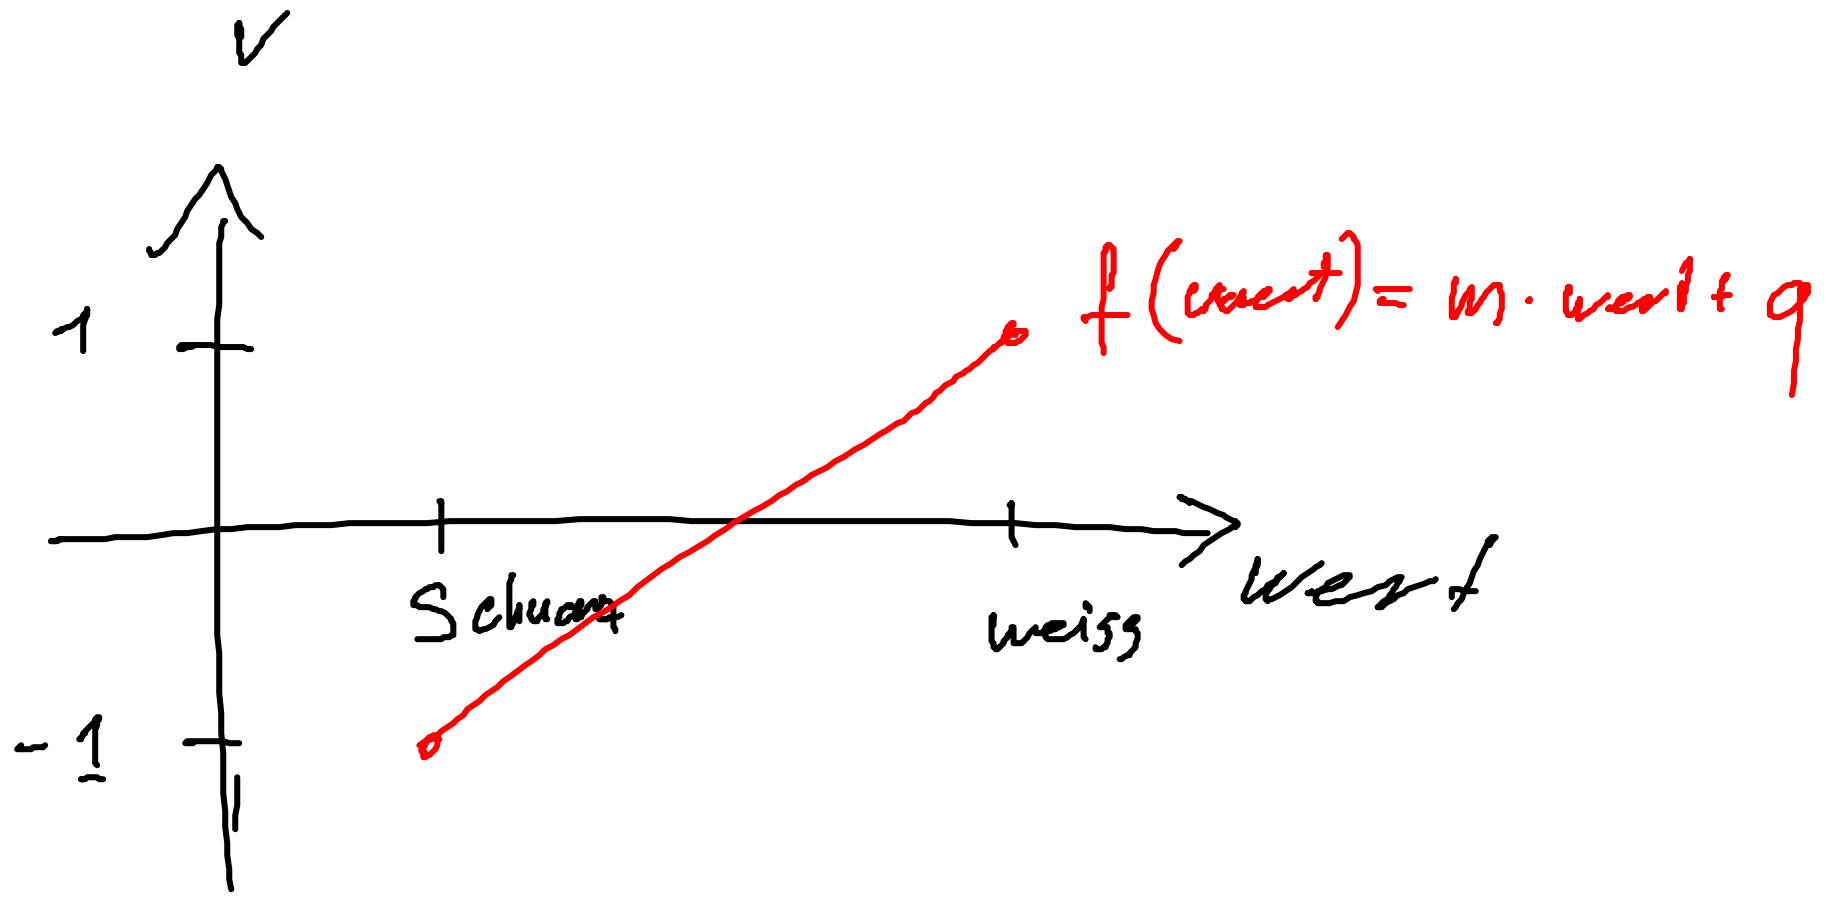 V
f(wert) = m · wert + q
1
Schwarz
weiss
wert
-1